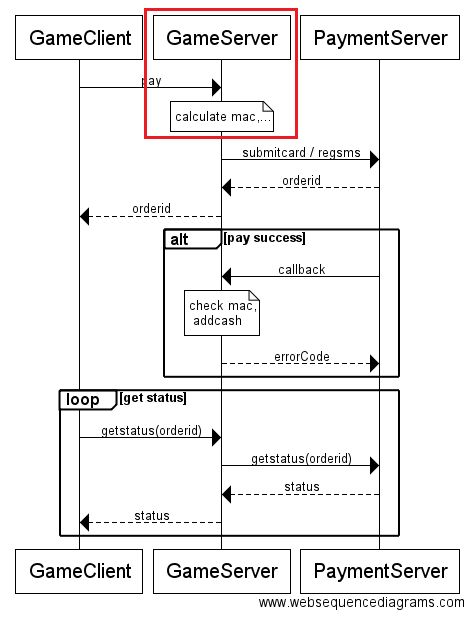 GameClient GameServer PaymentServer
pay
calculate mac,...
submitcard / regsms
orderid
orderid
alt [pay success]
callback
check mac,
addcash
errorCode
loop [get status]
getstatus(orderid)
getstatus(orderid)
status
status
GameClient GameServer PaymentServer
www.websequencediagrams.com